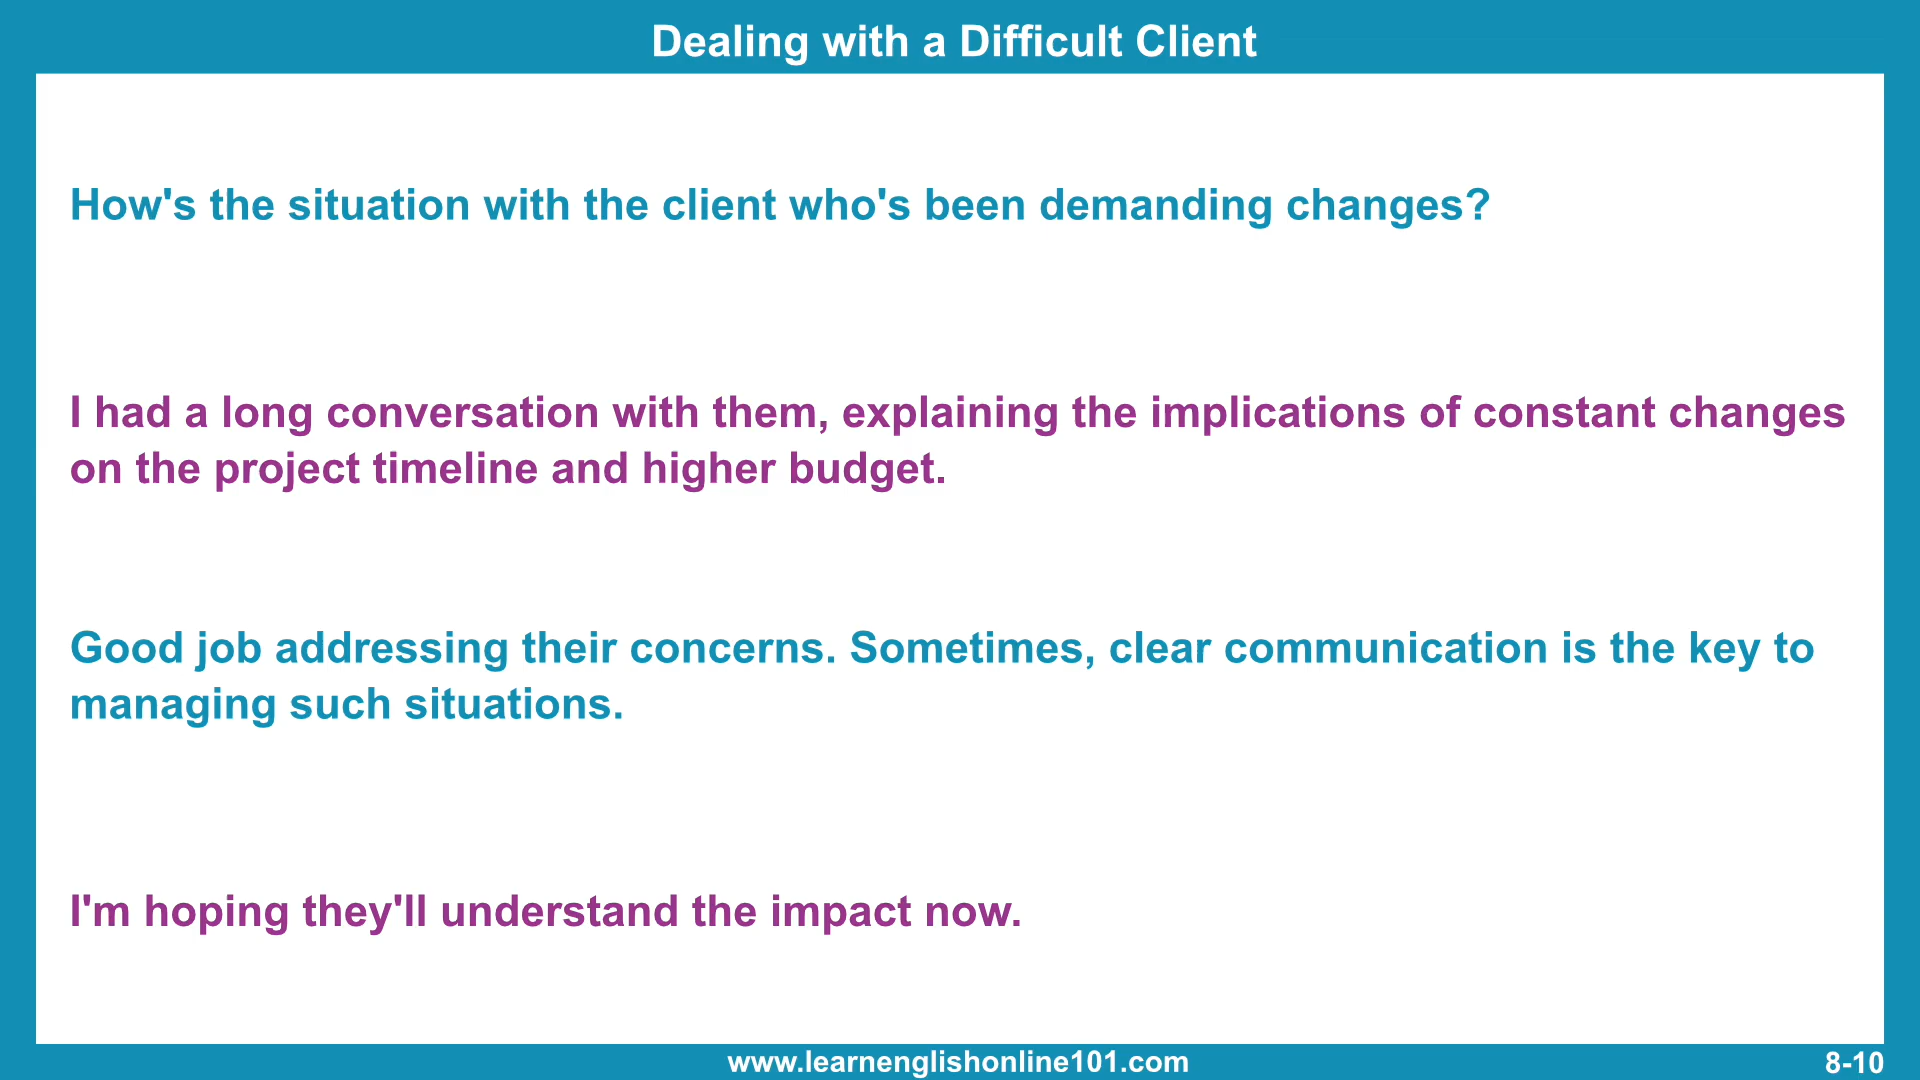 Dealing with a Difficult Client
How's the situation with the client who's been demanding changes?
I had a long conversation with them, explaining the implications of constant changes
on the project timeline and higher budget.
Good job addressing their concerns. Sometimes, clear communication is the key to
managing such situations.
I'm hoping they'll understand the impact now.
www.learnenglishonline101.com
8-10